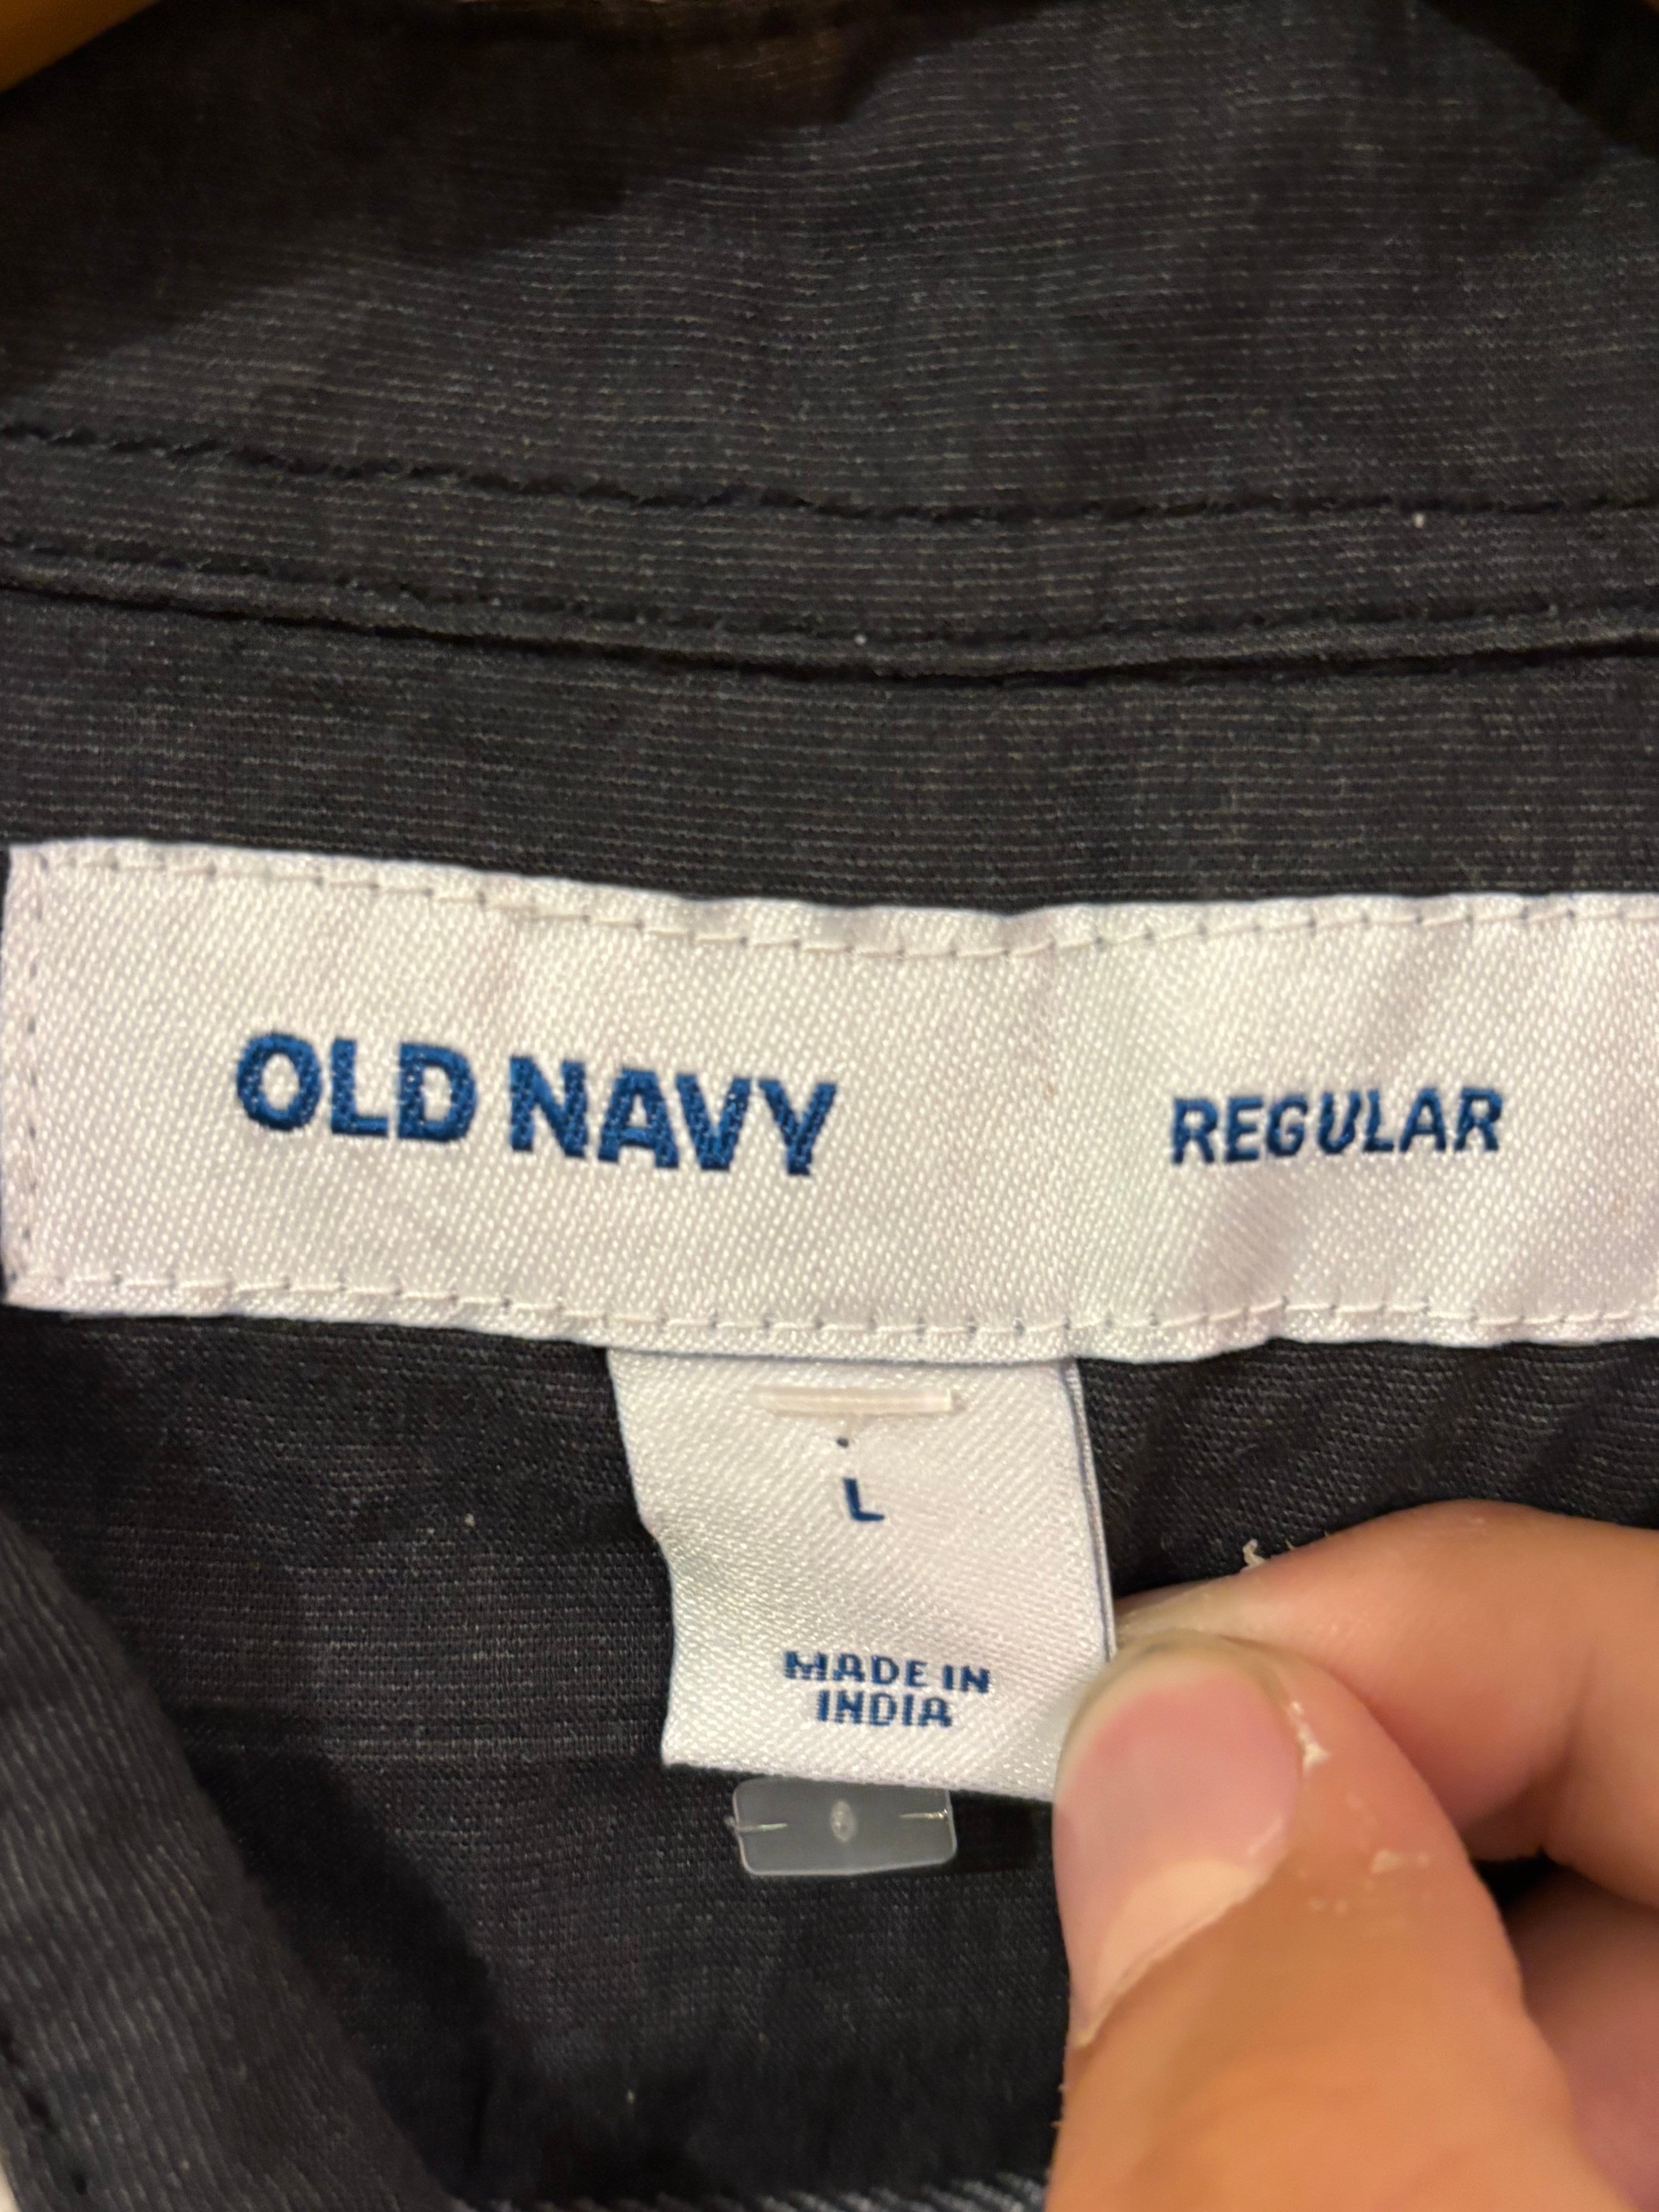 OLD NAVY
REGULAR
L
MADE IN
INDIA